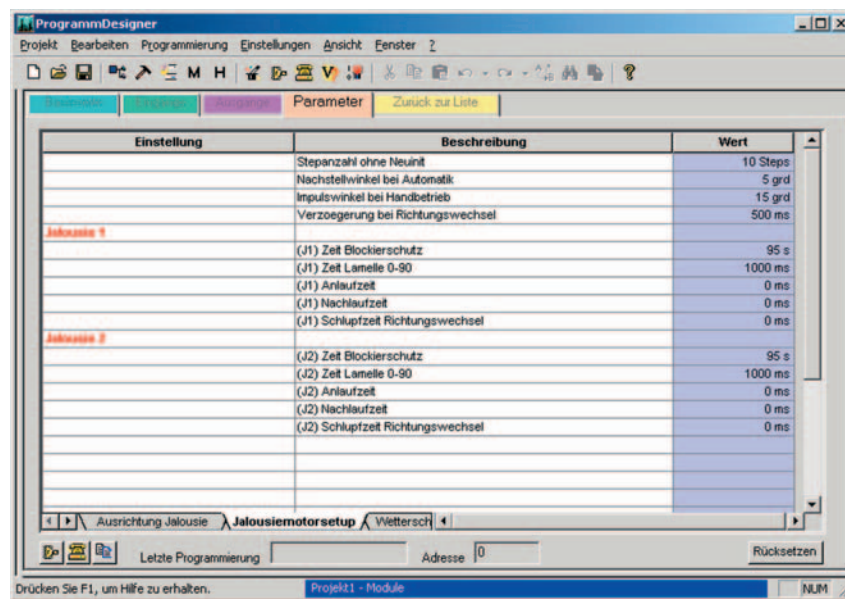 ProgrammDesigner
Projekt Bearbeiten Programmierung Einstellungen Ansicht Fenster ?
M H
Parameter Zurück zur Liste
Einstellung Beschreibung Wert
Stepanzahl ohne Neuinit 10 Steps
Nachstellwinkel bei Automatik 5 grd
Impulswinkel bei Handbetrieb 15 grd
Verzoegerung bei Richtungswechsel 500 ms
Jalousie 1
(J1) Zeit Blockierschutz 95 s
(J1) Zeit Lamelle 0-90 1000 ms
(J1) Anlaufzeit 0 ms
(J1) Nachlaufzeit 0 ms
(J1) Schlupfzeit Richtungswechsel 0 ms
Jalousie 2
(J2) Zeit Blockierschutz 95 s
(J2) Zeit Lamelle 0-90 1000 ms
(J2) Anlaufzeit 0 ms
(J2) Nachlaufzeit 0 ms
(J2) Schlupfzeit Richtungswechsel 0 ms
Ausrichtung Jalousie Jalousiemotorsetup Wettersch
Letzte Programmierung Adresse 0 Rücksetzen
Drücken Sie F1, um Hilfe zu erhalten. Projekt1 - Module NUM